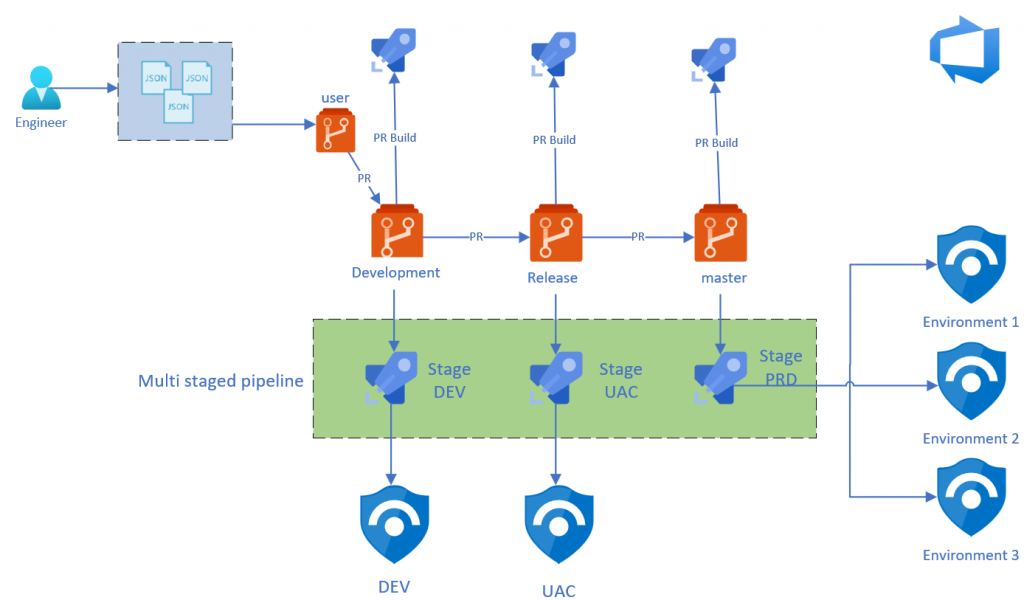 Engineer
JSON
JSON
JSON
user
PR
PR Build
PR Build
PR Build
PR
PR
Development
Release
master
Multi staged pipeline
Stage
DEV
Stage
UAC
Stage
PRD
DEV
UAC
Environment 1
Environment 2
Environment 3